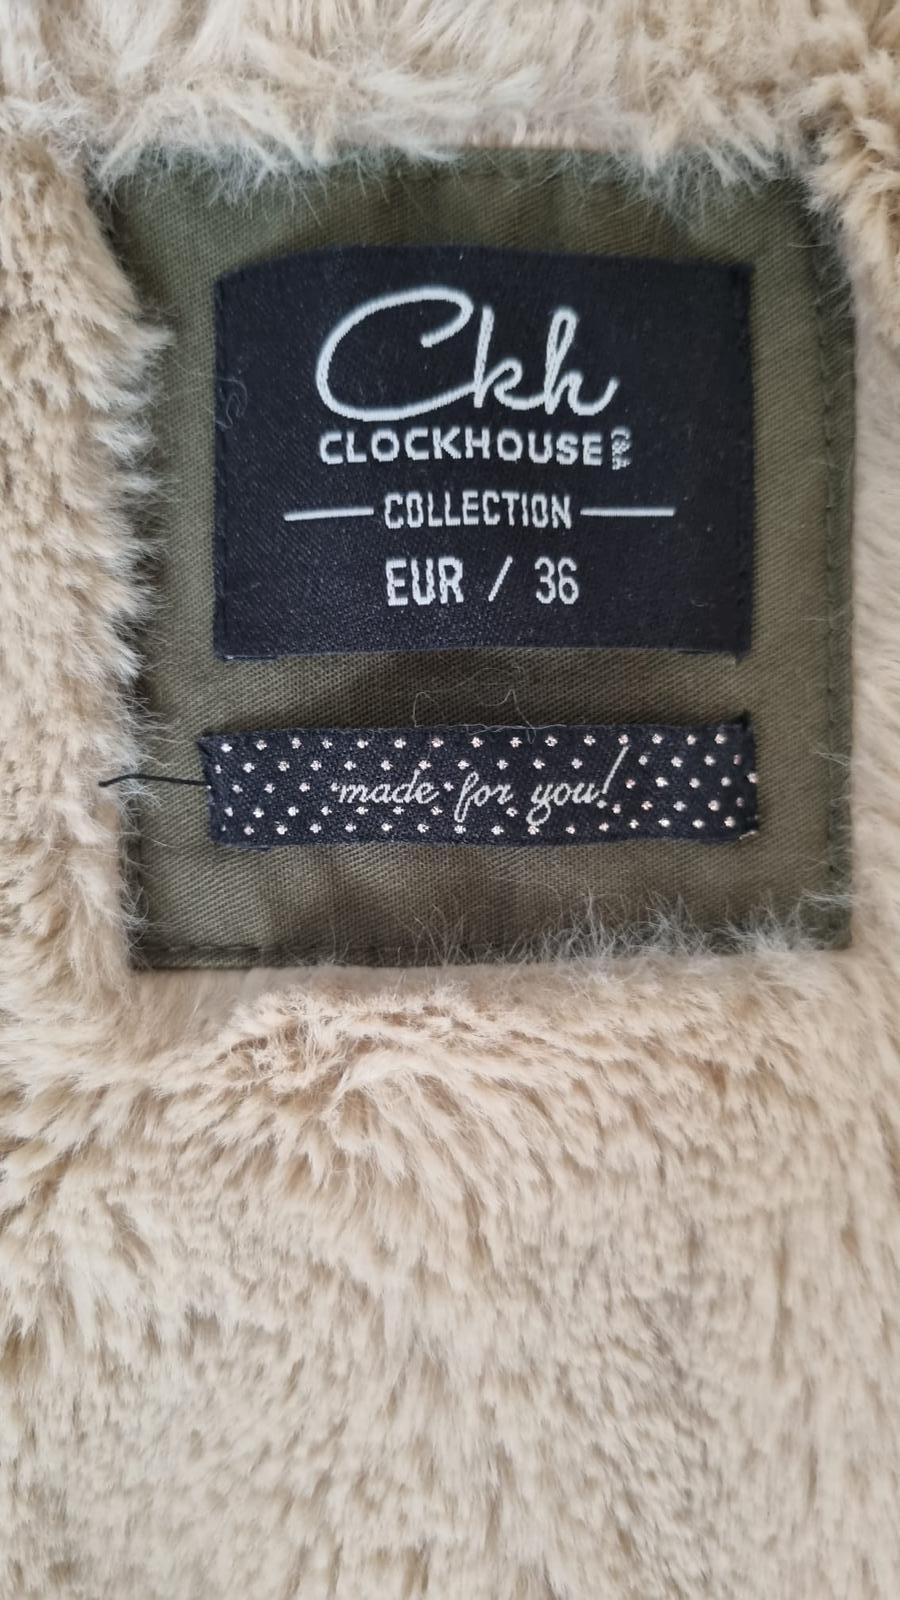 Ckh
CLOCKHOUSE C&A
COLLECTION
EUR / 36
made for you!